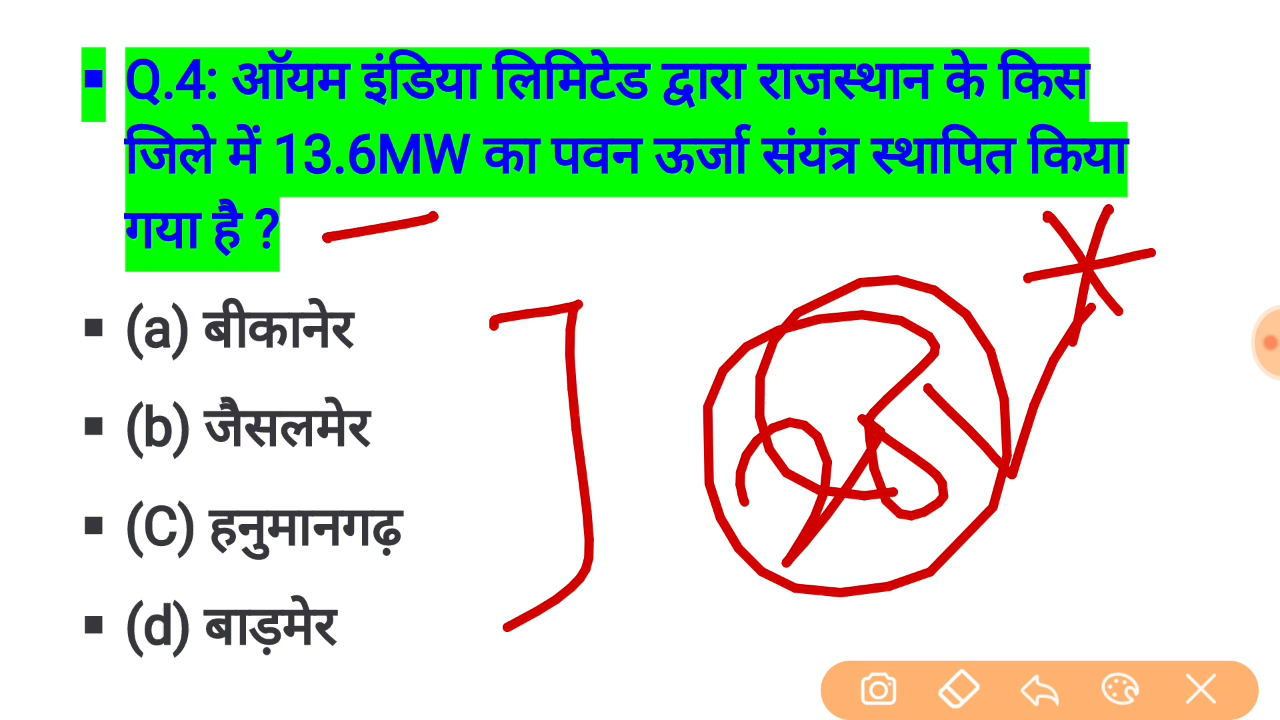 Q.4: ऑयम इंडिया लिमिटेड द्वारा राजस्थान के किस
जिले में 13.6MW का पवन ऊर्जा संयंत्र स्थापित किया
गया है ?
(a) बीकानेर
(b) जैसलमेर
(C) हनुमानगढ़
(d) बाड़मेर